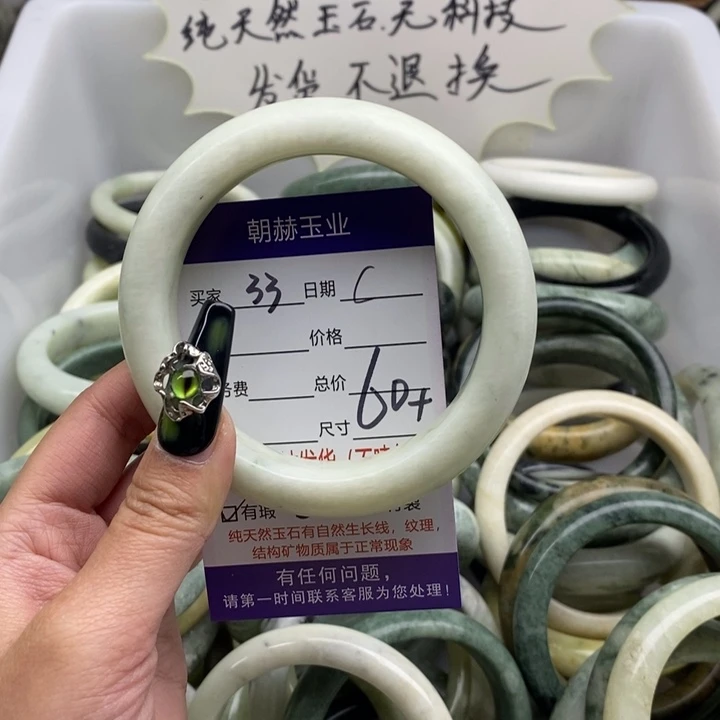 纯天然玉石.无科技
发货 不退 换
朝赫玉业
买家 33 日期 C
价格
务费 总价
60+
尺寸
有瑕
纯天然玉石有自然生长线，纹理，
结构矿物质属于正常现象
有任何问题，
请第一时间联系客服为您处理！